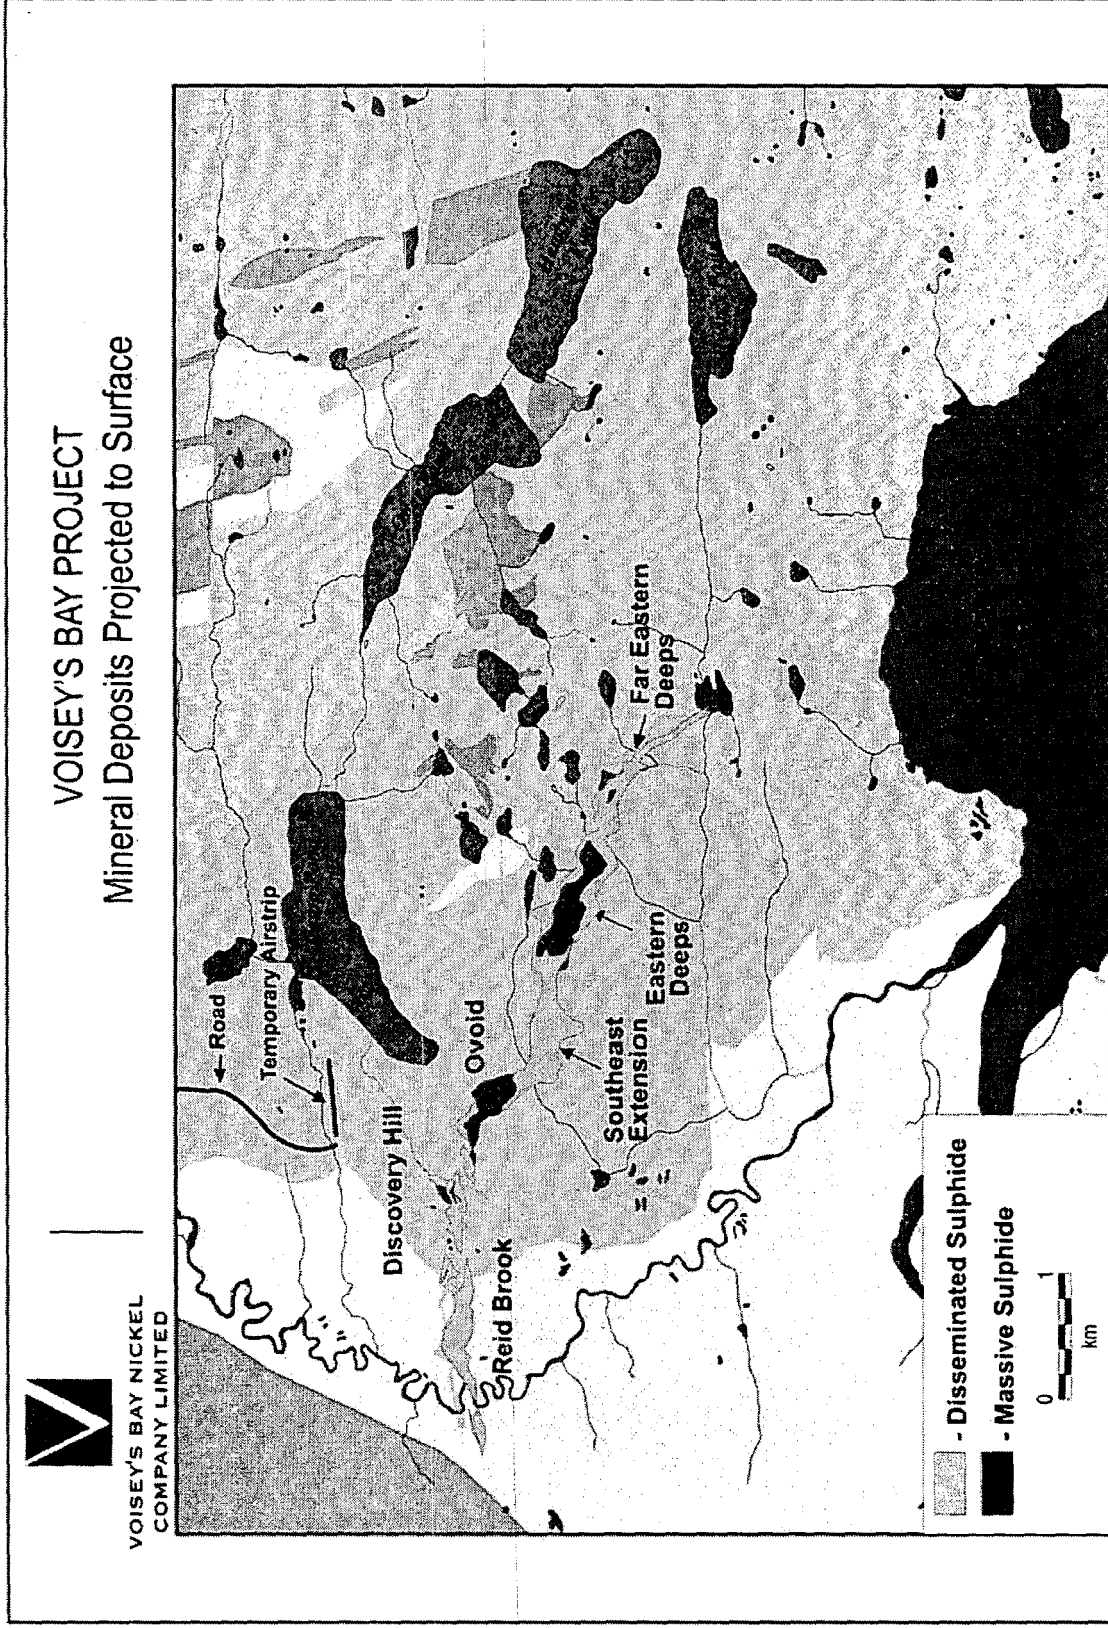 VOISEY'S BAY NICKEL
COMPANY LIMITED
VOISEY'S BAY PROJECT
Mineral Deposits Projected to Surface
Road
Temporary Airstrip
Discovery Hill
Ovoid
Reid Brook
Southeast
Extension
Eastern
Deeps
Far Eastern
Deeps
- Disseminated Sulphide
- Massive Sulphide
0 1
km